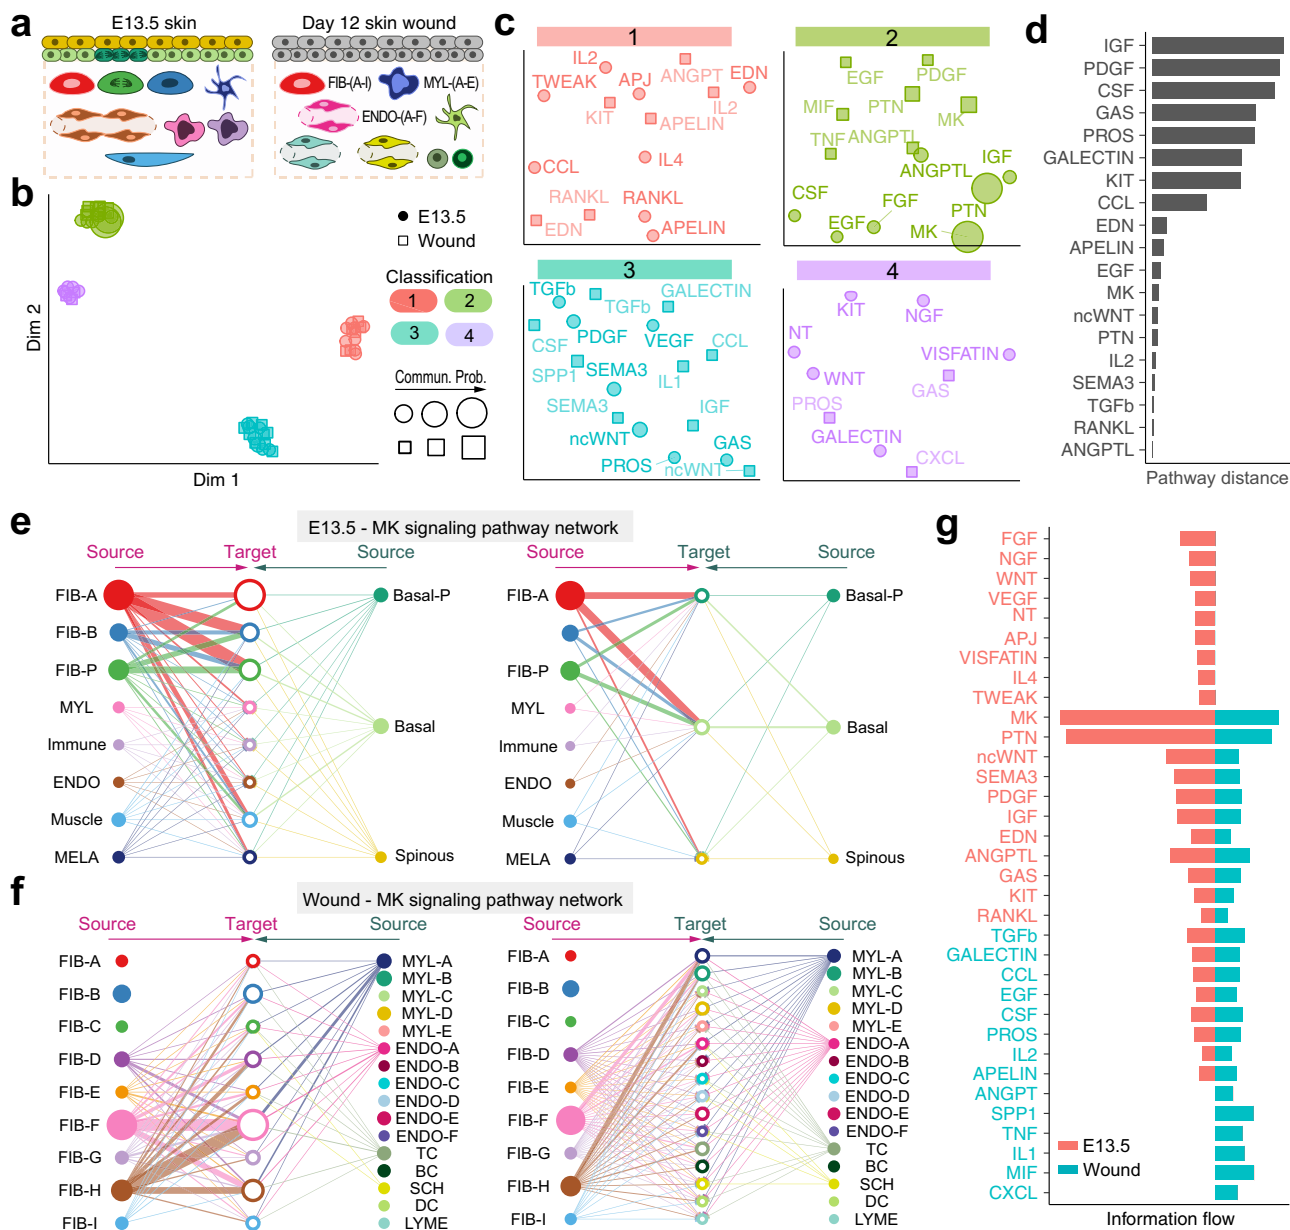 a
E13.5 skin
Day 12 skin wound
FIB-(A-I)
MYL-(A-E)
ENDO-(A-F)
b
Dim 2
Dim 1
E13.5
Wound
Classification
1
2
3
4
Commun. Prob.
c
1
IL2
ANGPT
TWEAK
APJ
EDN
KIT
IL2
APELIN
CCL
IL4
RANKL
RANKL
EDN
APELIN
2
EGF
PDGF
MIF
PTN
MK
TNF
ANGPTL
ANGPTL
IGF
CSF
FGF
PTN
EGF
MK
3
TGFb
TGFb
GALECTIN
CSF
PDGF
VEGF
CCL
SPP1
SEMA3
IL1
SEMA3
IGF
ncWNT
GAS
PROS
ncWNT
4
KIT
NGF
NT
VISFATIN
WNT
GAS
PROS
GALECTIN
CXCL
d
IGF
PDGF
CSF
GAS
PROS
GALECTIN
KIT
CCL
EDN
APELIN
EGF
MK
ncWNT
PTN
IL2
SEMA3
TGFb
RANKL
ANGPTL
Pathway distance
e
E13.5 - MK signaling pathway network
Source
Target
Source
FIB-A
FIB-B
FIB-P
MYL
Immune
ENDO
Muscle
MELA
Basal-P
Basal
Spinous
Source
Target
Source
FIB-A
FIB-P
MYL
Immune
ENDO
Muscle
MELA
Basal-P
Basal
Spinous
f
Wound - MK signaling pathway network
Source
Target
Source
FIB-A
FIB-B
FIB-C
FIB-D
FIB-E
FIB-F
FIB-G
FIB-H
FIB-I
MYL-A
MYL-B
MYL-C
MYL-D
MYL-E
ENDO-A
ENDO-B
ENDO-C
ENDO-D
ENDO-E
ENDO-F
TC
BC
SCH
DC
LYME
Source
Target
Source
FIB-A
FIB-B
FIB-C
FIB-D
FIB-E
FIB-F
FIB-G
FIB-H
FIB-I
MYL-A
MYL-B
MYL-C
MYL-D
MYL-E
ENDO-A
ENDO-B
ENDO-C
ENDO-D
ENDO-E
ENDO-F
TC
BC
SCH
DC
LYME
g
FGF
NGF
WNT
VEGF
NT
APJ
VISFATIN
IL4
TWEAK
MK
PTN
ncWNT
SEMA3
PDGF
IGF
EDN
ANGPTL
GAS
KIT
RANKL
TGFb
GALECTIN
CCL
EGF
CSF
PROS
IL2
APELIN
ANGPT
SPP1
TNF
IL1
MIF
CXCL
E13.5
Wound
Information flow